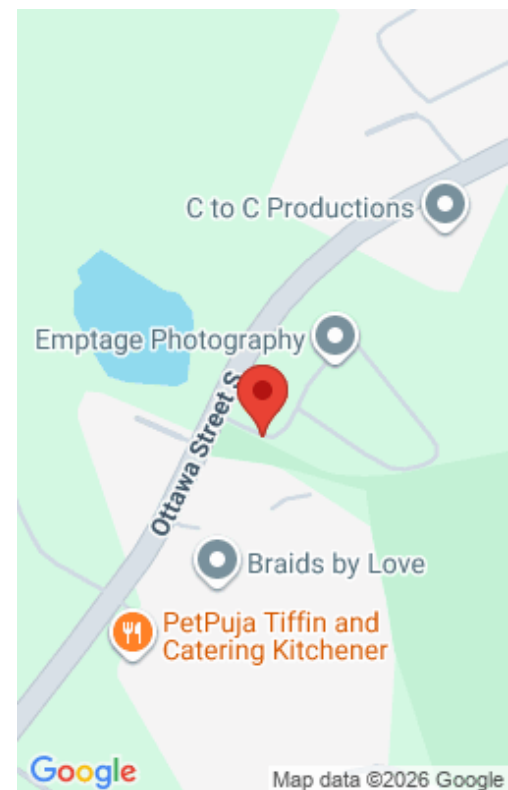 C to C Productions
Emptage Photography
Ottawa Street S
Braids by Love
PetPuja Tiffin and
Catering Kitchener
Google
Map data ©2026 Google